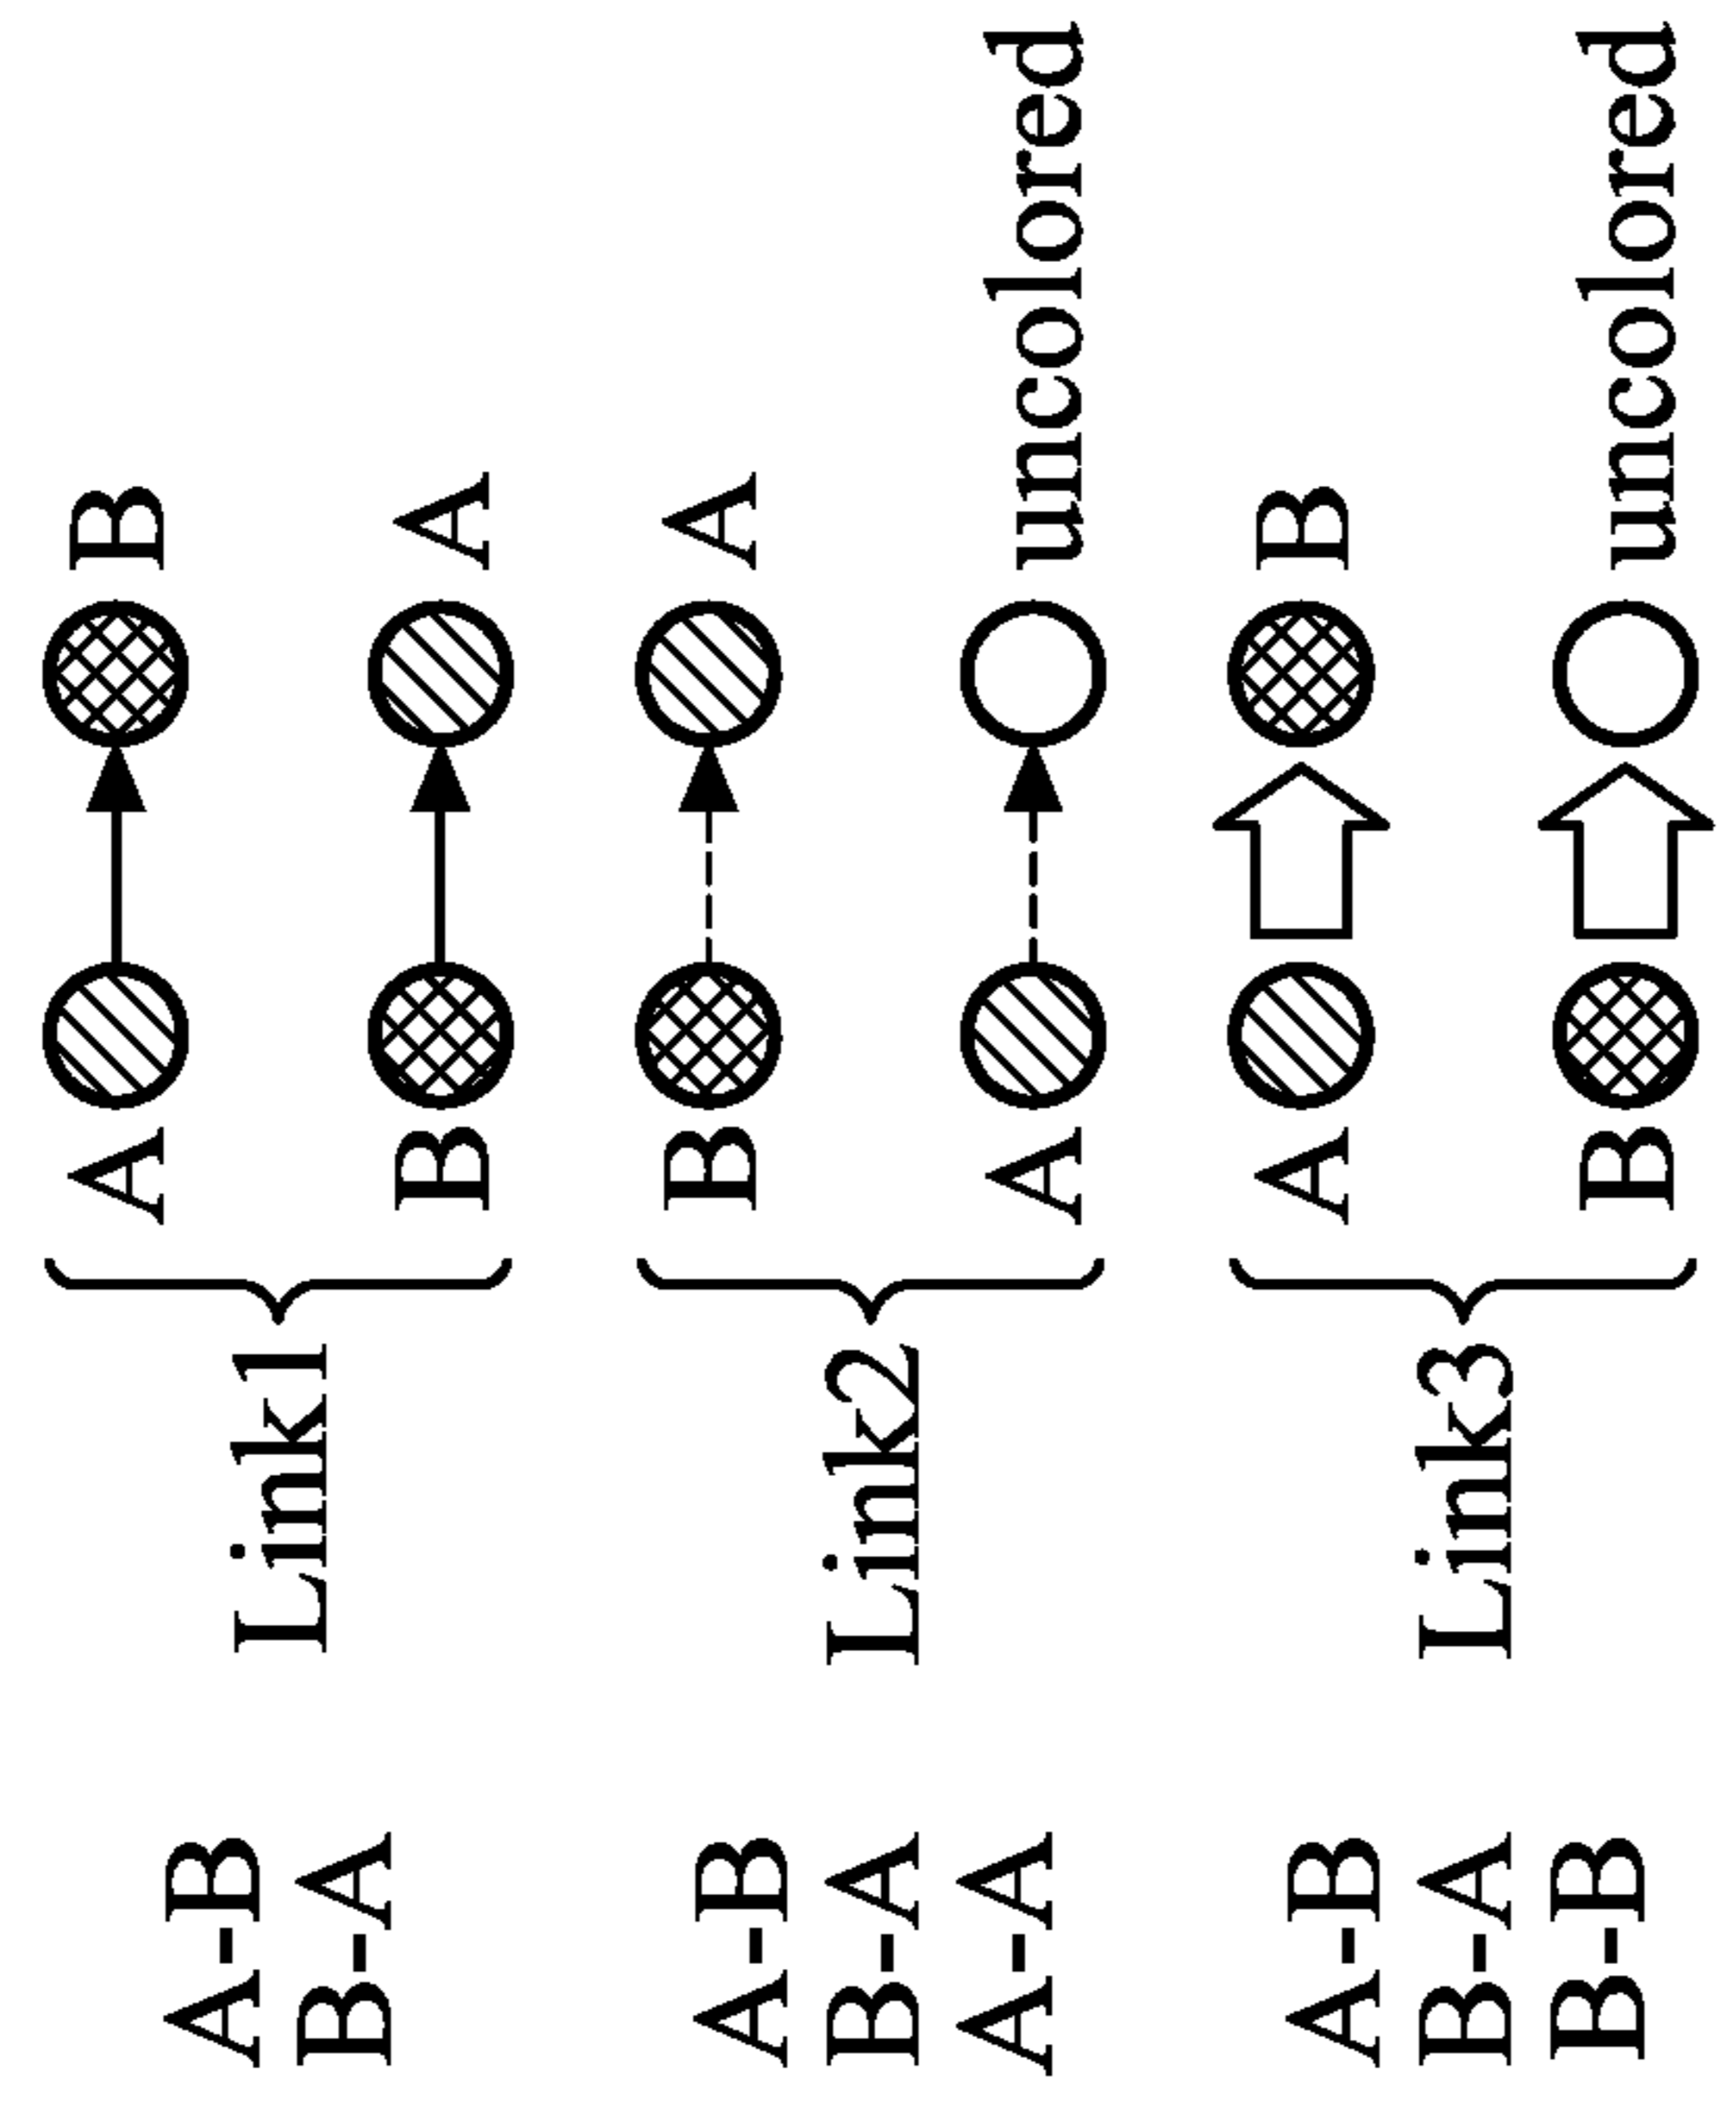 A-B
B-A
Link1
A
B
B
A
A-B
B-A
A-A
Link2
B
A
A
uncolored
A-B
B-A
B-B
Link3
A
B
B
uncolored